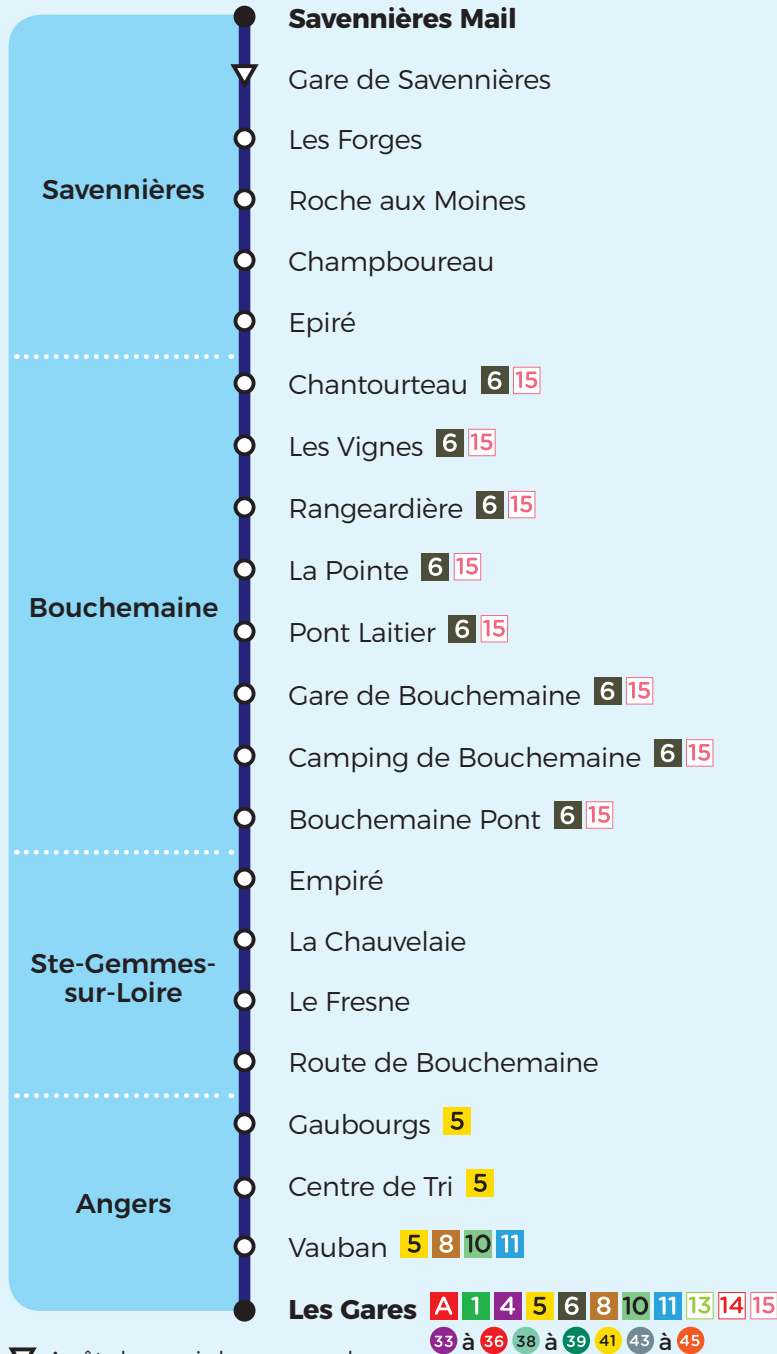 Savennières Mail
Gare de Savennières
Les Forges
Savennières
Roche aux Moines
Champboureau
Epiré
Chantourteau 6 15
Les Vignes 6 15
Rangeardière 6 15
La Pointe 6 15
Bouchemaine
Pont Laitier 6 15
Gare de Bouchemaine 6 15
Camping de Bouchemaine 6 15
Bouchemaine Pont 6 15
Empiré
La Chauvelaie
Ste-Gemmes-
sur-Loire
Le Fresne
Route de Bouchemaine
Gaubourgs 5
Centre de Tri 5
Angers
Vauban 5 8 10 11
Les Gares A 1 4 5 6 8 10 11 13 14 15
33 à 36 38 à 39 41 43 à 45